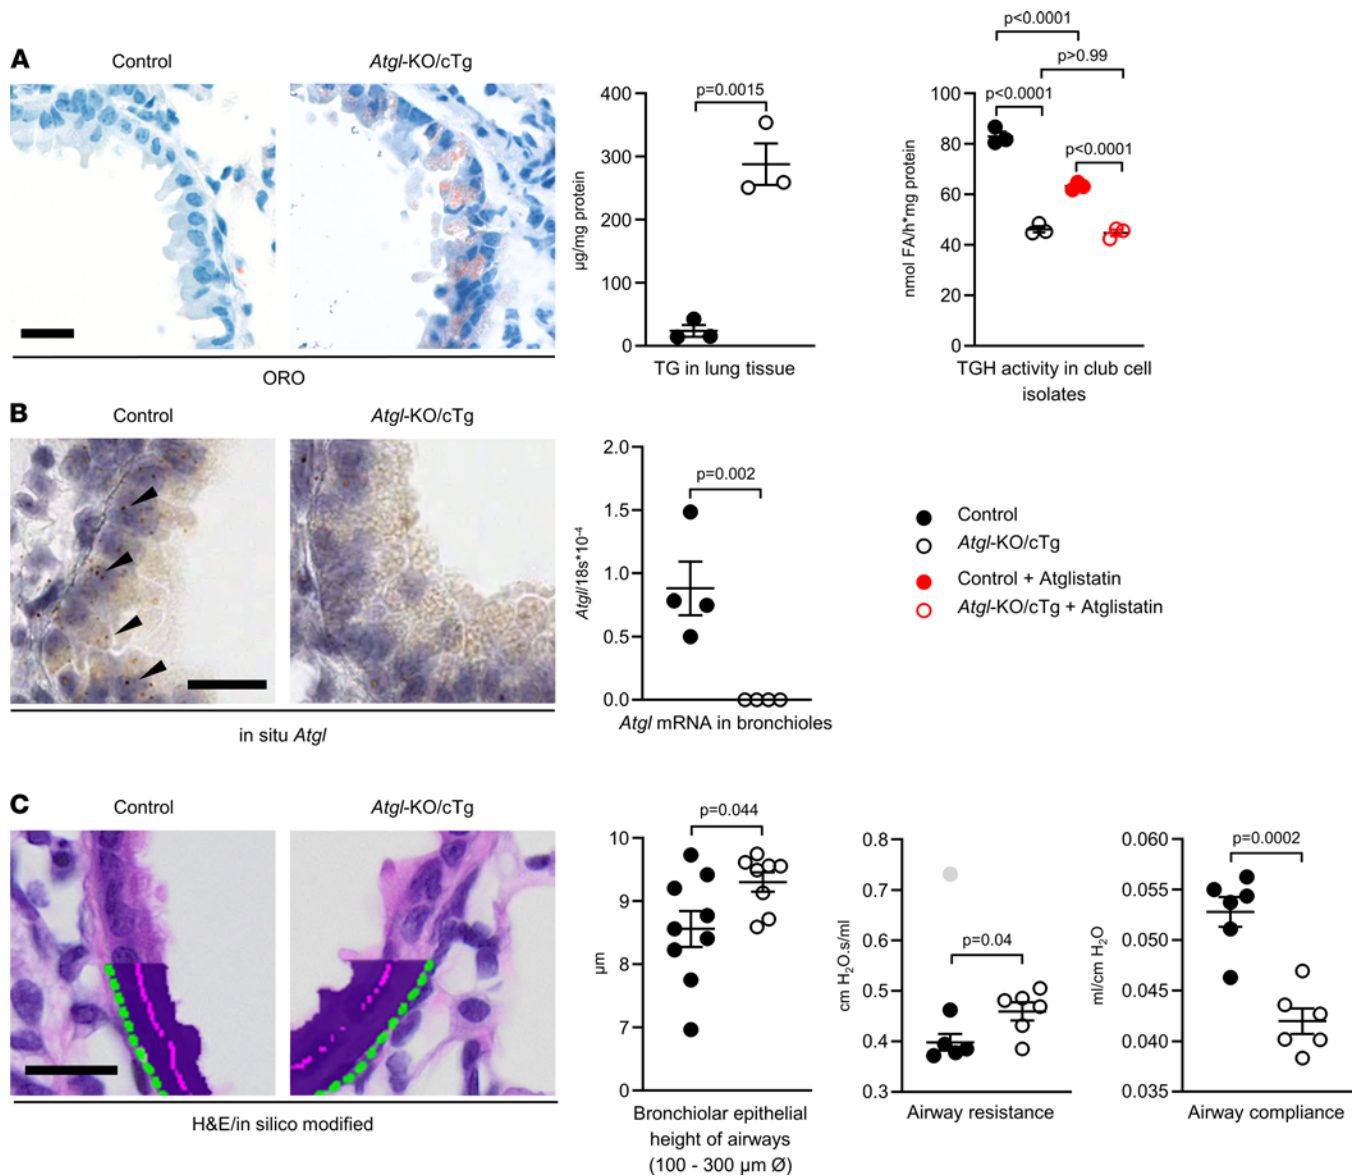 A
Control
Atgl-KO/cTg
ORO
p=0.0015
400
300
200
100
0
µg/mg protein
TG in lung tissue
p<0.0001
p>0.99
p<0.0001
p<0.0001
100
80
60
40
20
0
nmol FA/h*mg protein
TGH activity in club cell
isolates
B
Control
Atgl-KO/cTg
in situ Atgl
2.0
1.5
1.0
0.5
0.0
p=0.002
Atgl/18s*10⁻⁴
Atgl mRNA in bronchioles
Control
Atgl-KO/cTg
Control + Atglistatin
Atgl-KO/cTg + Atglistatin
C
Control
Atgl-KO/cTg
H&E/in silico modified
p=0.044
10
9
8
7
0
µm
Bronchiolar epithelial
height of airways
(100 - 300 µm Ø)
0.8
0.7
0.6
0.5
0.4
0.3
p=0.04
cm H₂O.s/ml
Airway resistance
0.060
0.055
0.050
0.045
0.040
0.035
p=0.0002
ml/cm H₂O
Airway compliance